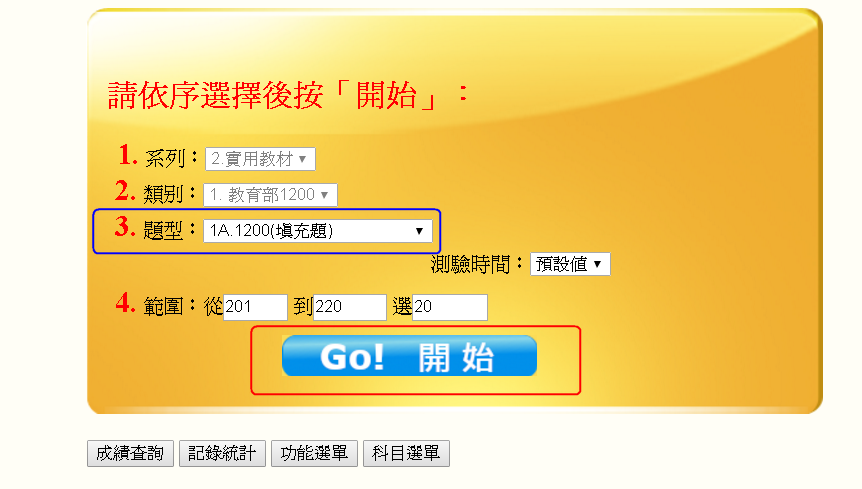 請依序選擇後按「開始」：
1. 系列：2.實用教材
2. 類別：1. 教育部1200
3. 題型：1A.1200(填充題)
測驗時間：預設值
4. 範圍：從201 到220 選20
Go! 開始
成績查詢 記錄統計 功能選單 科目選單